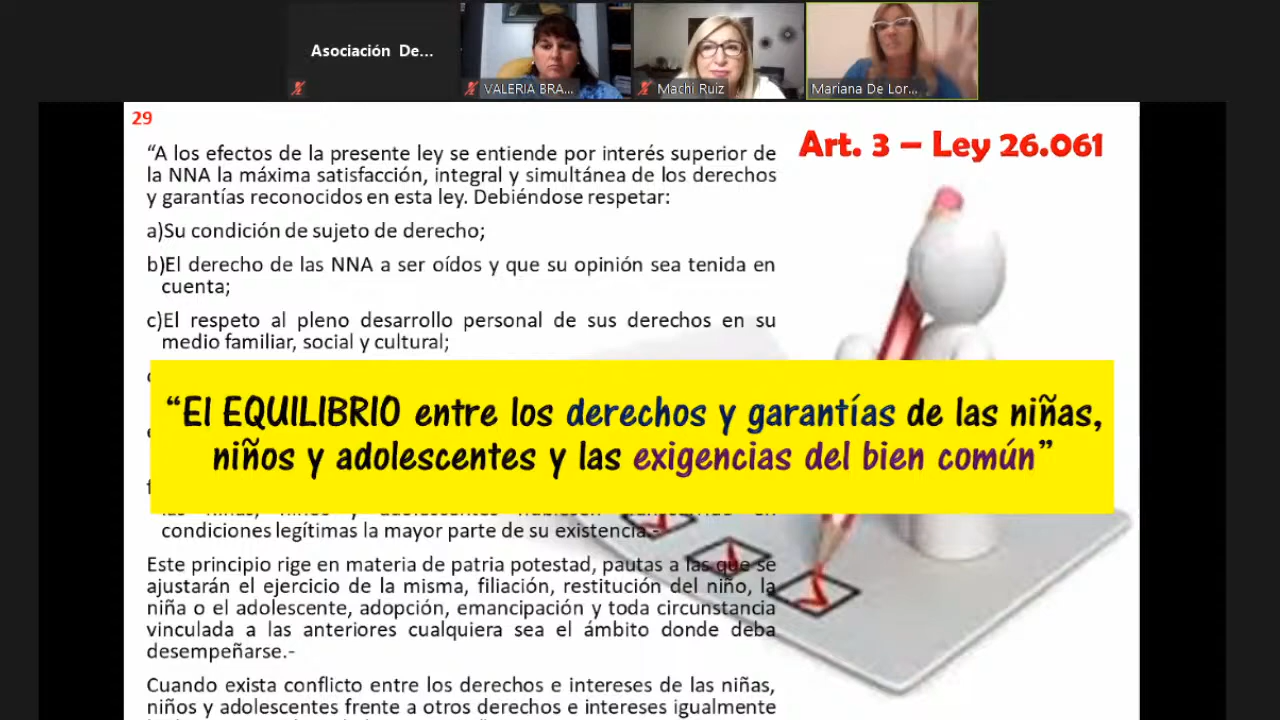 Asociación De...
VALERIA BRA...
Machi Ruiz
Mariana De Lor...
29
Art. 3 – Ley 26.061
“A los efectos de la presente ley se entiende por interés superior de
la NNA la máxima satisfacción, integral y simultánea de los derechos
y garantías reconocidos en esta ley. Debiéndose respetar:
a)Su condición de sujeto de derecho;
b)El derecho de las NNA a ser oídos y que su opinión sea tenida en
cuenta;
c)El respeto al pleno desarrollo personal de sus derechos en su
medio familiar, social y cultural;
“El EQUILIBRIO entre los derechos y garantías de las niñas,
niños y adolescentes y las exigencias del bien común”
condiciones legítimas la mayor parte de su existencia.-
Este principio rige en materia de patria potestad, pautas a las que se
ajustarán el ejercicio de la misma, filiación, restitución del niño, la
niña o el adolescente, adopción, emancipación y toda circunstancia
vinculada a las anteriores cualquiera sea el ámbito donde deba
desempeñarse.-
Cuando exista conflicto entre los derechos e intereses de las niñas,
niños y adolescentes frente a otros derechos e intereses igualmente